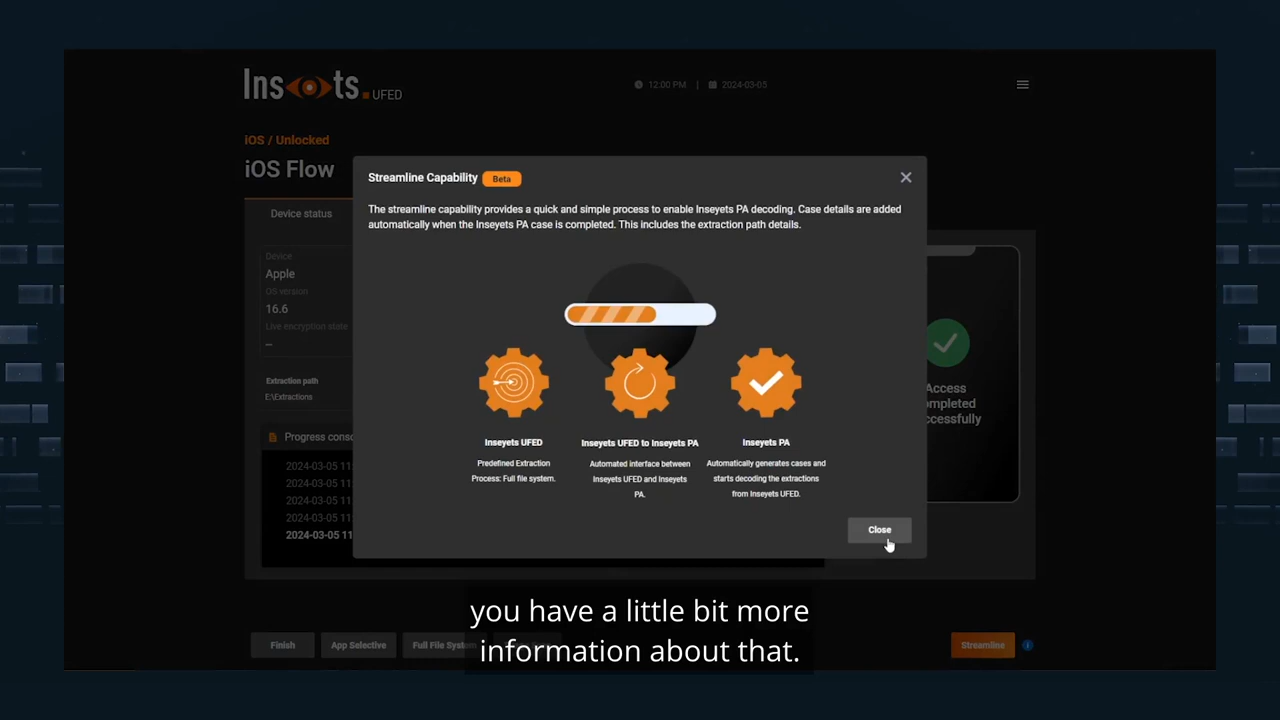 Ins ts. UFED
12:00 PM | 2024-03-05
iOS / Unlocked
iOS Flow
Device status
Device
Apple
OS version
16.6
Live encryption state
--
Extraction path
E:\Extractions
Progress conso
2024-03-05 11:
2024-03-05 11:
2024-03-05 11:
2024-03-05 11:
2024-03-05 11
Streamline Capability Beta
The streamline capability provides a quick and simple process to enable Inseyets PA decoding. Case details are added
automatically when the Inseyets PA case is completed. This includes the extraction path details.
Inseyets UFED
Predefined Extraction
Process: Full file system.
Inseyets UFED to Inseyets PA
Automated interface between
Inseyets UFED and Inseyets
PA.
Inseyets PA
Automatically generates cases and
starts decoding the extractions
from Inseyets UFED.
Close
Access
ompleted
ccessfully
you have a little bit more
information about that.
Finish
App Selective
Full File System
Streamline